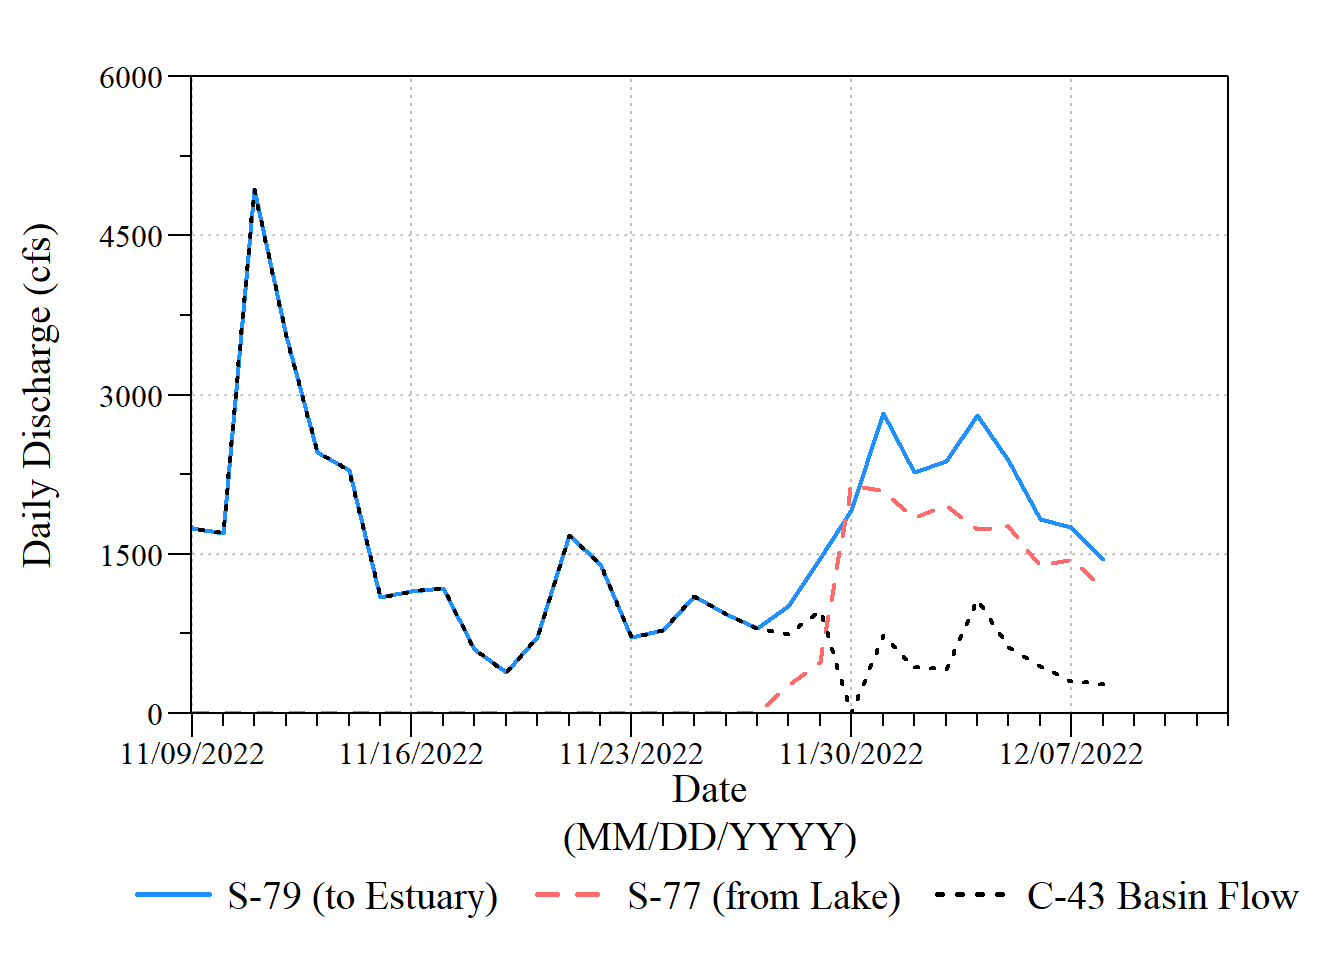 6000
4500
3000
1500
0
Daily Discharge (cfs)
11/09/2022 11/16/2022 11/23/2022 11/30/2022 12/07/2022
Date
(MM/DD/YYYY)
S-79 (to Estuary) S-77 (from Lake) C-43 Basin Flow